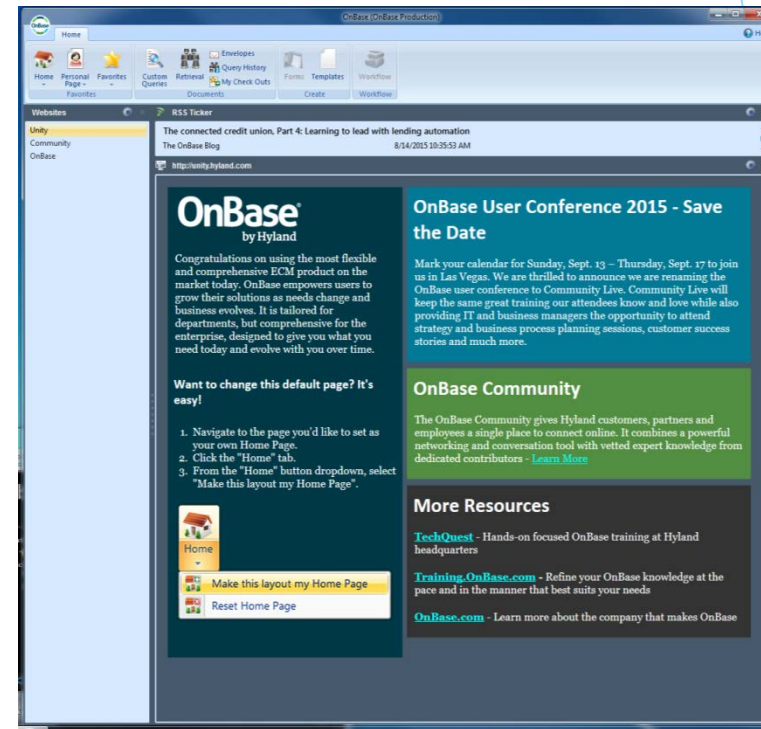 OnBase (OnBase Production)
OnBase
Home
Home
Personal
Page
Favorites
Favorites
Custom
Queries
Retrieval
Envelopes
Query History
My Check Outs
Documents
Forms
Templates
Create
Workflow
Workflow
Websites
Unity
Community
OnBase
RSS Ticker
The connected credit union, Part 4: Learning to lead with lending automation
The OnBase Blog 8/14/2015 10:35:53 AM
http://unity.hyland.com
OnBase®
by Hyland
Congratulations on using the most flexible
and comprehensive ECM product on the
market today. OnBase empowers users to
grow their solutions as needs change and
business evolves. It is tailored for
departments, but comprehensive for the
enterprise, designed to give you what you
need today and evolve with you over time.
Want to change this default page? It's
easy!
1. Navigate to the page you'd like to set as
your own Home Page.
2. Click the "Home" tab.
3. From the "Home" button dropdown, select
"Make this layout my Home Page".
Home
Make this layout my Home Page
Reset Home Page
OnBase User Conference 2015 - Save
the Date
Mark your calendar for Sunday, Sept. 13 – Thursday, Sept. 17 to join
us in Las Vegas. We are thrilled to announce we are renaming the
OnBase user conference to Community Live. Community Live will
keep the same great training our attendees know and love while also
providing IT and business managers the opportunity to attend
strategy and business process planning sessions, customer success
stories and much more.
OnBase Community
The OnBase Community gives Hyland customers, partners and
employees a single place to connect online. It combines a powerful
networking and conversation tool with vetted expert knowledge from
dedicated contributors - Learn More
More Resources
TechQuest - Hands-on focused OnBase training at Hyland
headquarters
Training.OnBase.com - Refine your OnBase knowledge at the
pace and in the manner that best suits your needs
OnBase.com - Learn more about the company that makes OnBase